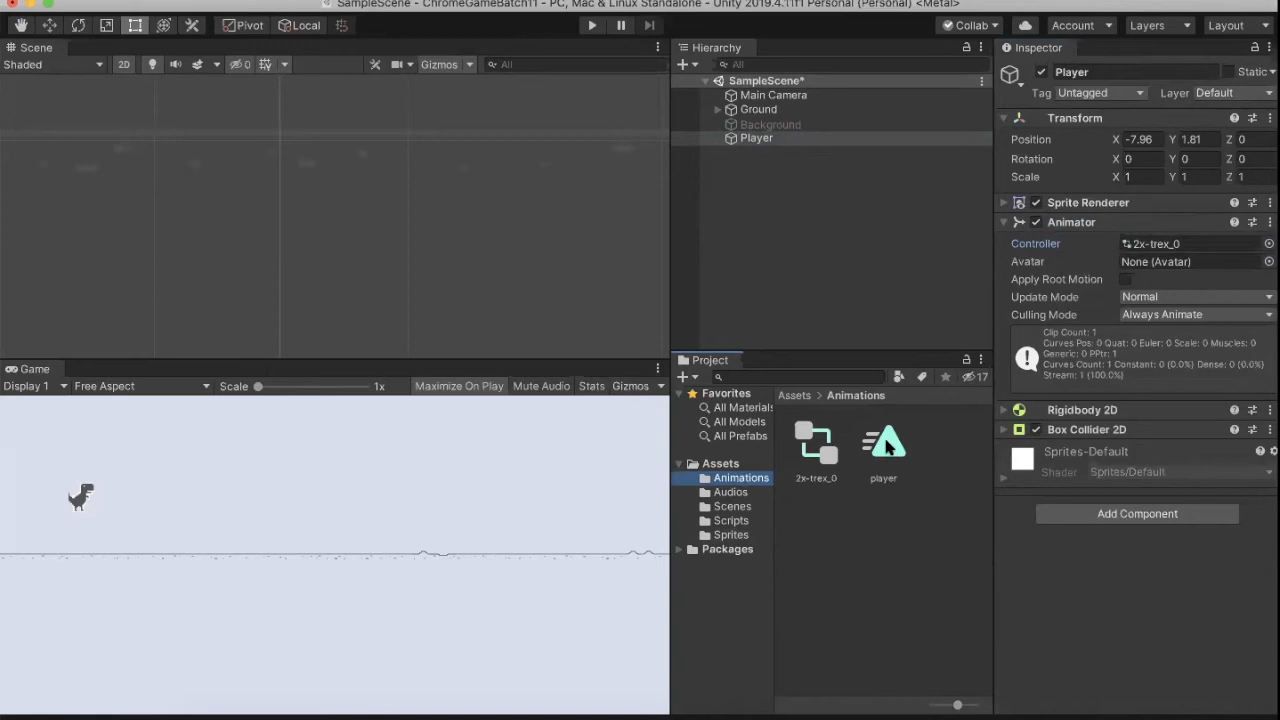 SampleScene - ChromeGameBatch11 - PC, Mac & Linux Standalone - Unity 2019.4.11f1 Personal (Personal) <Metal>
Pivot Local
Collab Account Layers Layout
Scene
Shaded 2D 0 Gizmos All
Hierarchy
All
SampleScene*
Main Camera
Ground
Background
Player
Inspector
Player Static
Tag Untagged Layer Default
Transform
Position X -7.96 Y 1.81 Z 0
Rotation X 0 Y 0 Z 0
Scale X 1 Y 1 Z 1
Sprite Renderer
Animator
Controller 2x-trex_0
Avatar None (Avatar)
Apply Root Motion
Update Mode Normal
Culling Mode Always Animate
Clip Count: 1
Curves Pos: 0 Quat: 0 Euler: 0 Scale: 0 Muscles: 0
Generic: 0 PPtr: 1
Curves Count: 1 Constant: 0 (0.0%) Dense: 0 (0.0%)
Stream: 1 (100.0%)
Rigidbody 2D
Box Collider 2D
Sprites-Default
Shader Sprites/Default
Add Component
Game
Display 1 Free Aspect Scale 1x Maximize On Play Mute Audio Stats Gizmos
Project
17
Favorites
All Materials
All Models
All Prefabs
Assets
Animations
Audios
Scenes
Scripts
Sprites
Packages
Assets > Animations
2x-trex_0 player